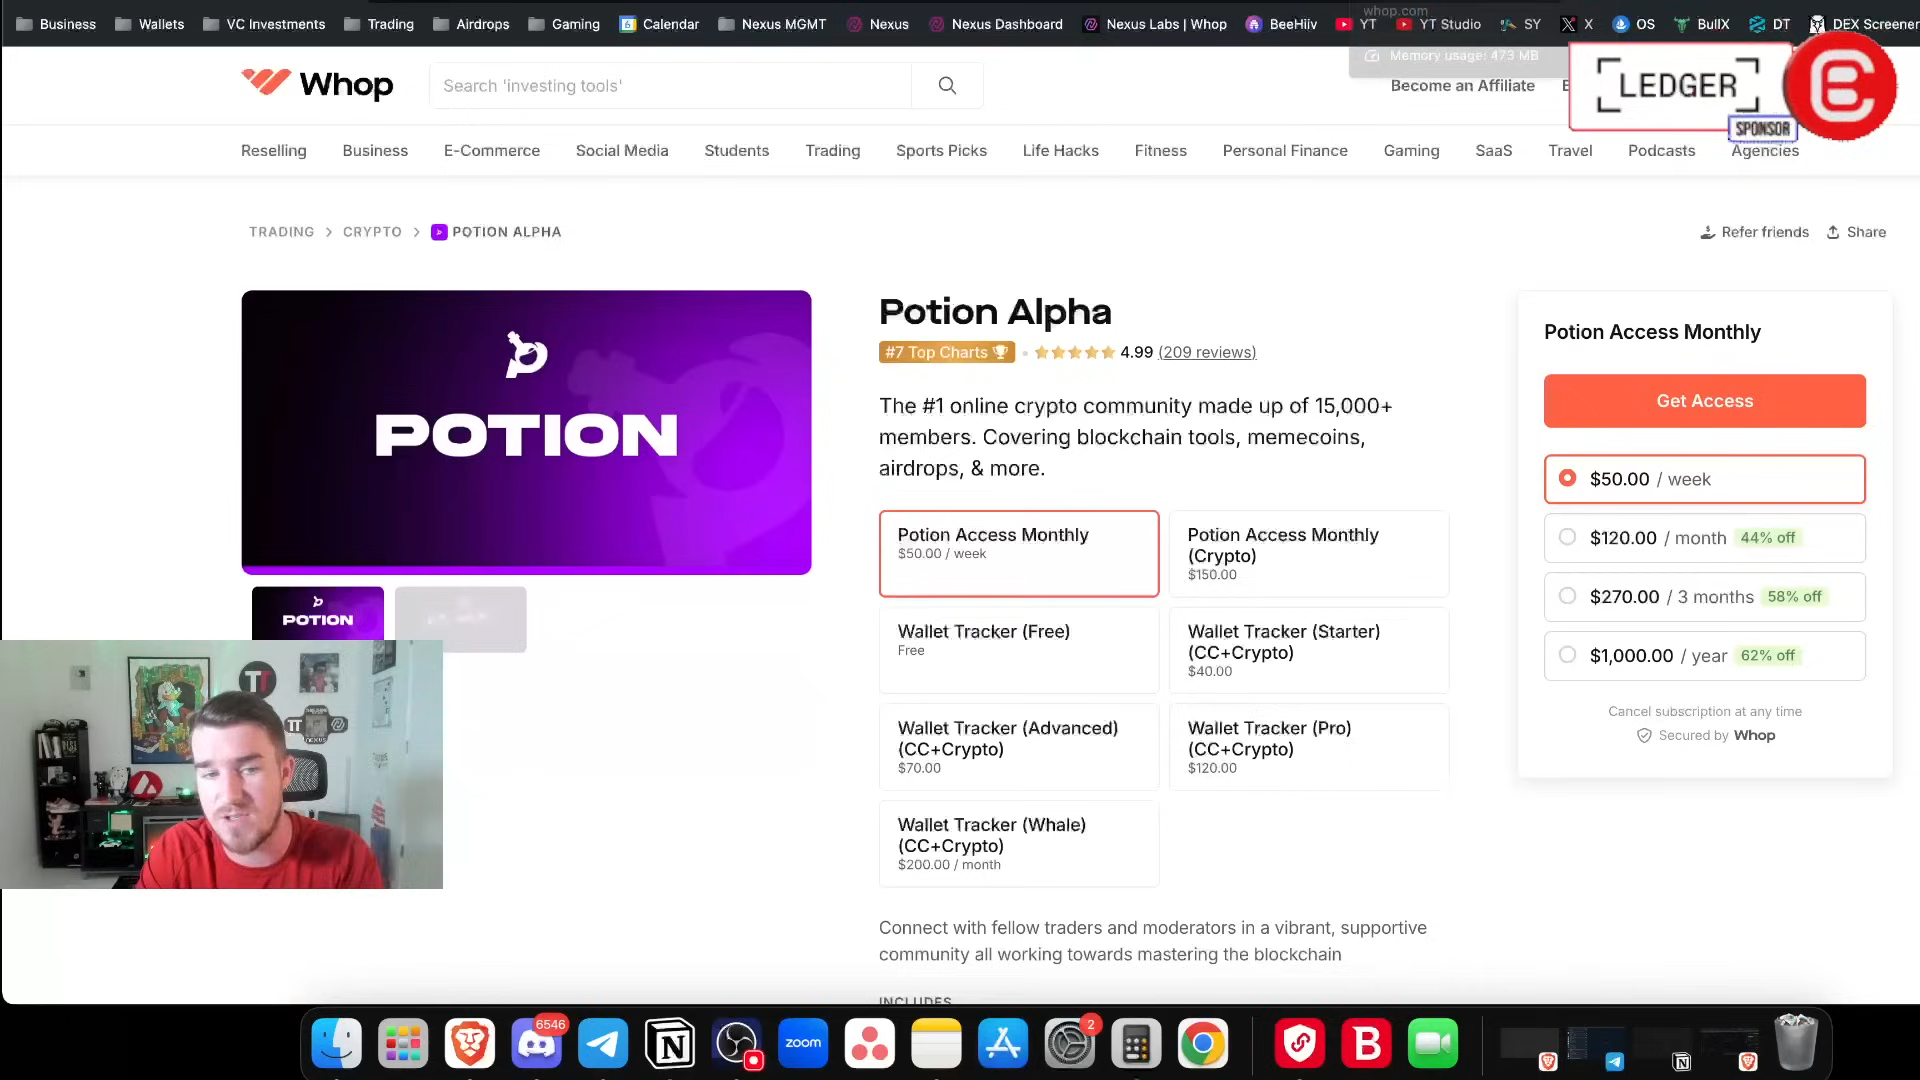 whop.com
Business Wallets VC Investments Trading Airdrops Gaming Calendar Nexus MGMT Nexus Nexus Dashboard Nexus Labs | Whop BeeHiiv YT YT Studio SY X OS BullX DT DEX Screener
Memory usage: 473 MB
Whop Search 'investing tools' Become an Affiliate
LEDGER
SPONSOR
Reselling Business E-Commerce Social Media Students Trading Sports Picks Life Hacks Fitness Personal Finance Gaming SaaS Travel Podcasts Agencies
TRADING > CRYPTO > POTION ALPHA
Refer friends Share
POTION
POTION
Potion Alpha
#7 Top Charts 4.99 (209 reviews)
The #1 online crypto community made up of 15,000+
members. Covering blockchain tools, memecoins,
airdrops, & more.
Potion Access Monthly
$50.00 / week
Potion Access Monthly
(Crypto)
$150.00
Wallet Tracker (Free)
Free
Wallet Tracker (Starter)
(CC+Crypto)
$40.00
Wallet Tracker (Advanced)
(CC+Crypto)
$70.00
Wallet Tracker (Pro)
(CC+Crypto)
$120.00
Wallet Tracker (Whale)
(CC+Crypto)
$200.00 / month
Connect with fellow traders and moderators in a vibrant, supportive
community all working towards mastering the blockchain
INCLUDES
Potion Access Monthly
Get Access
$50.00 / week
$120.00 / month 44% off
$270.00 / 3 months 58% off
$1,000.00 / year 62% off
Cancel subscription at any time
Secured by Whop
TT
TT
NEXUS
6546
zoom
2
B